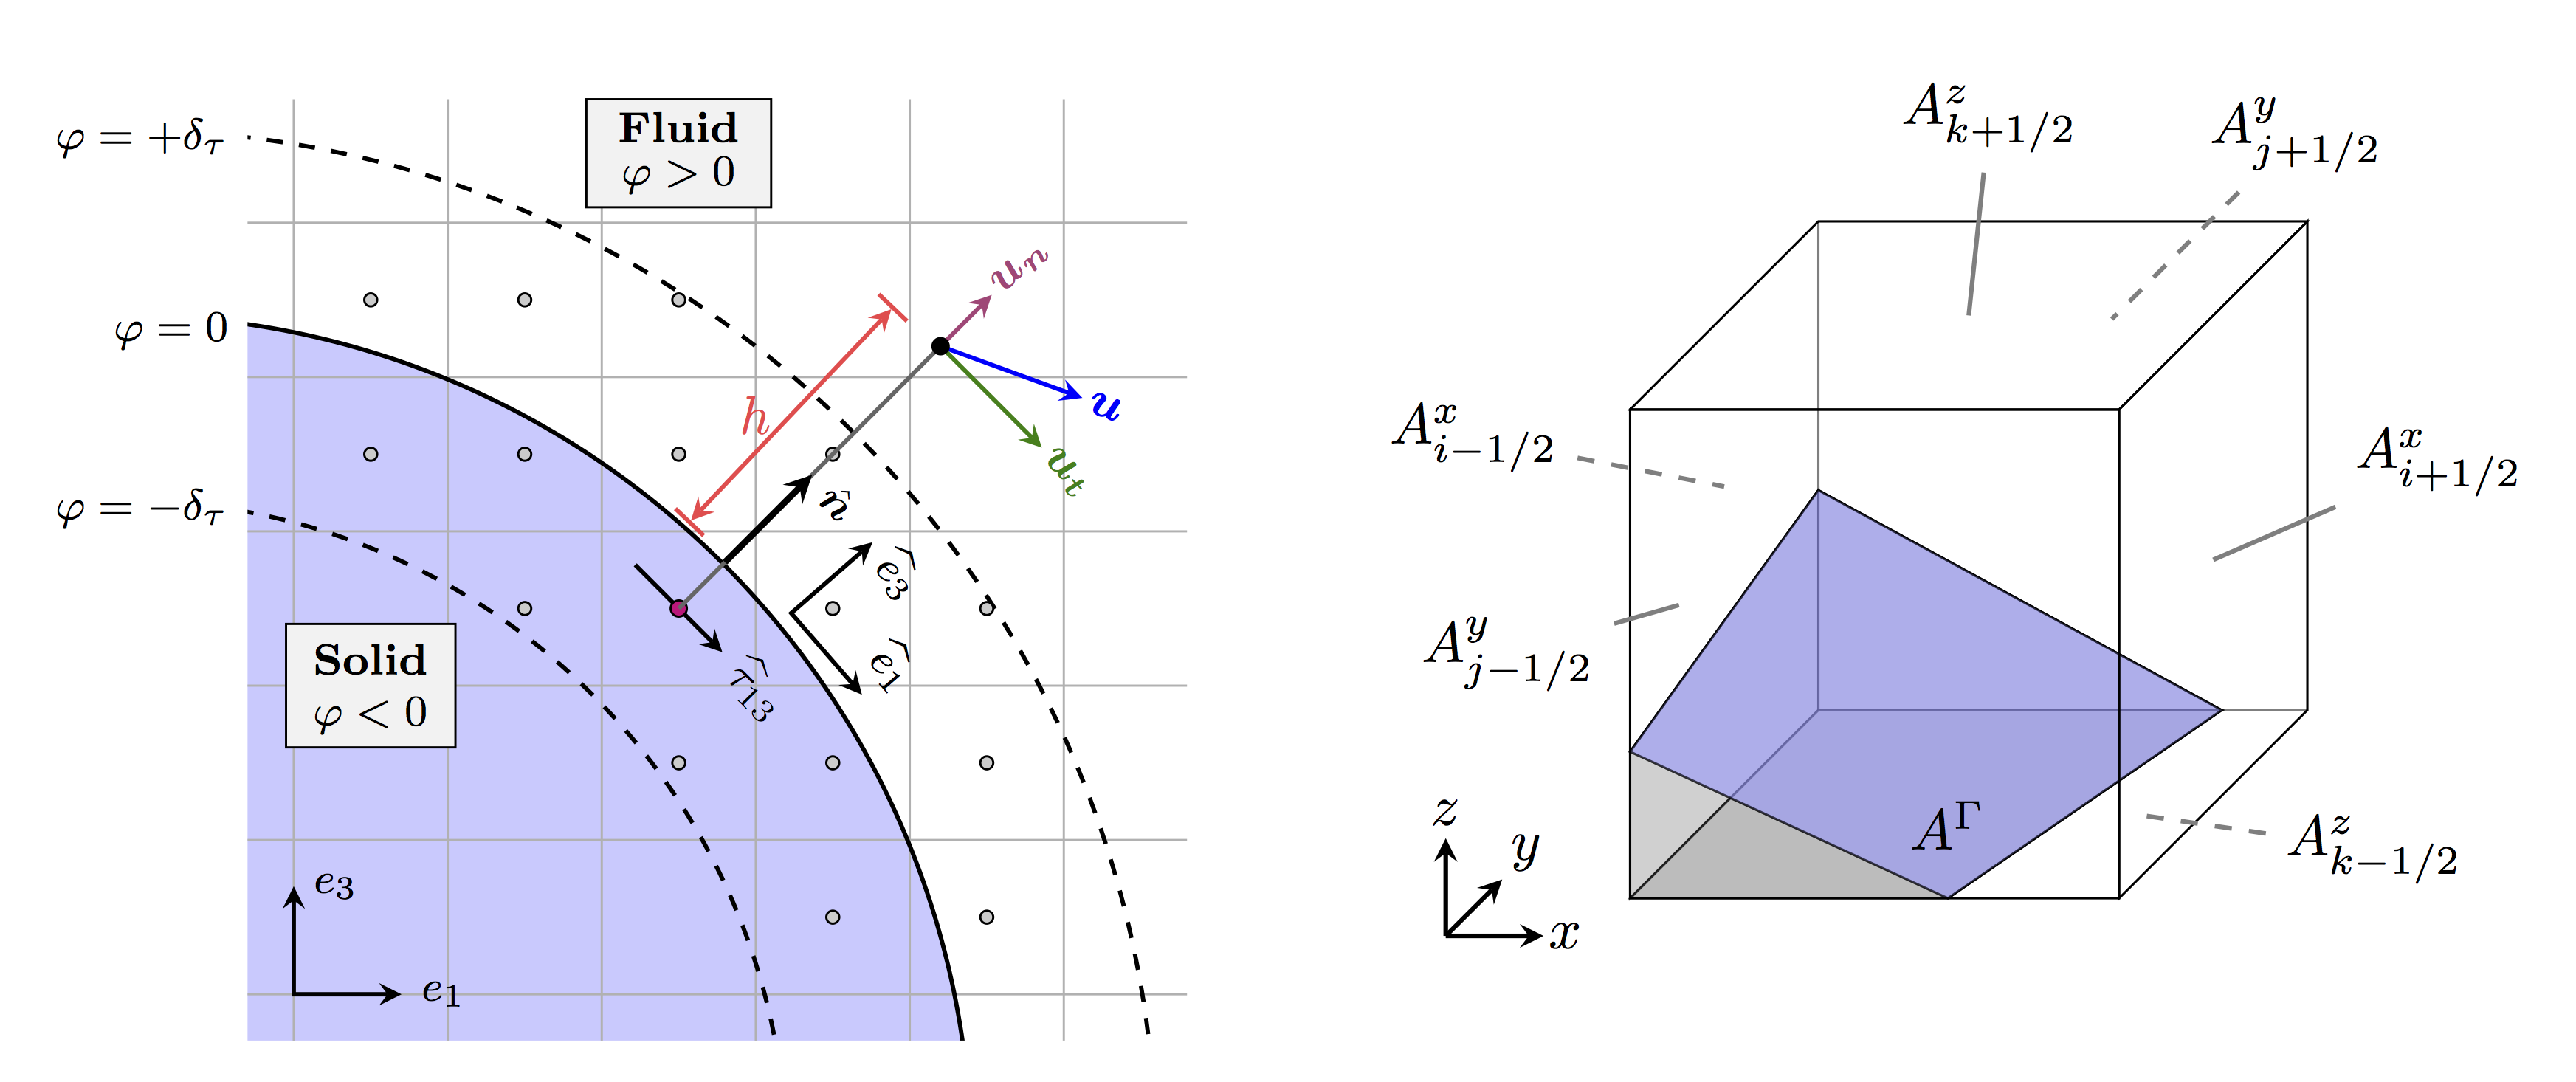 φ = +δ_τ
Fluid
φ > 0
u_n
φ = 0
h
u
u_t
φ = −δ_τ
n̂
ê_3
ê_1
Solid
φ < 0
τ̂_13
e_3
e_1
A^z_{k+1/2}
A^y_{j+1/2}
A^x_{i−1/2}
A^x_{i+1/2}
A^y_{j−1/2}
A^Γ
A^z_{k−1/2}
z
y
x